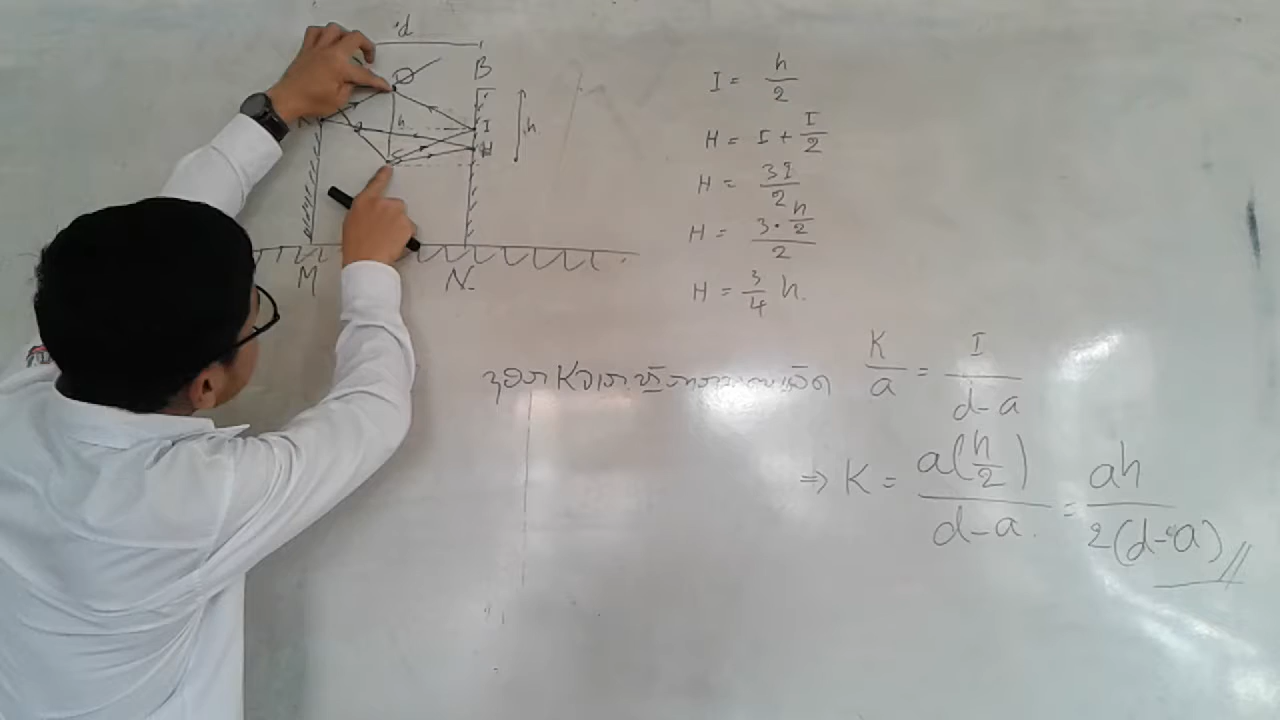 d
B
h
I
h
H
M
N
I = h/2
H = I + I/2
H = 3I/2
H = (3·h/2)/2
H = 3/4 h.
K
K/a = I/(d-a)
⇒ K = a(h/2)/(d-a) = ah/2(d-a)